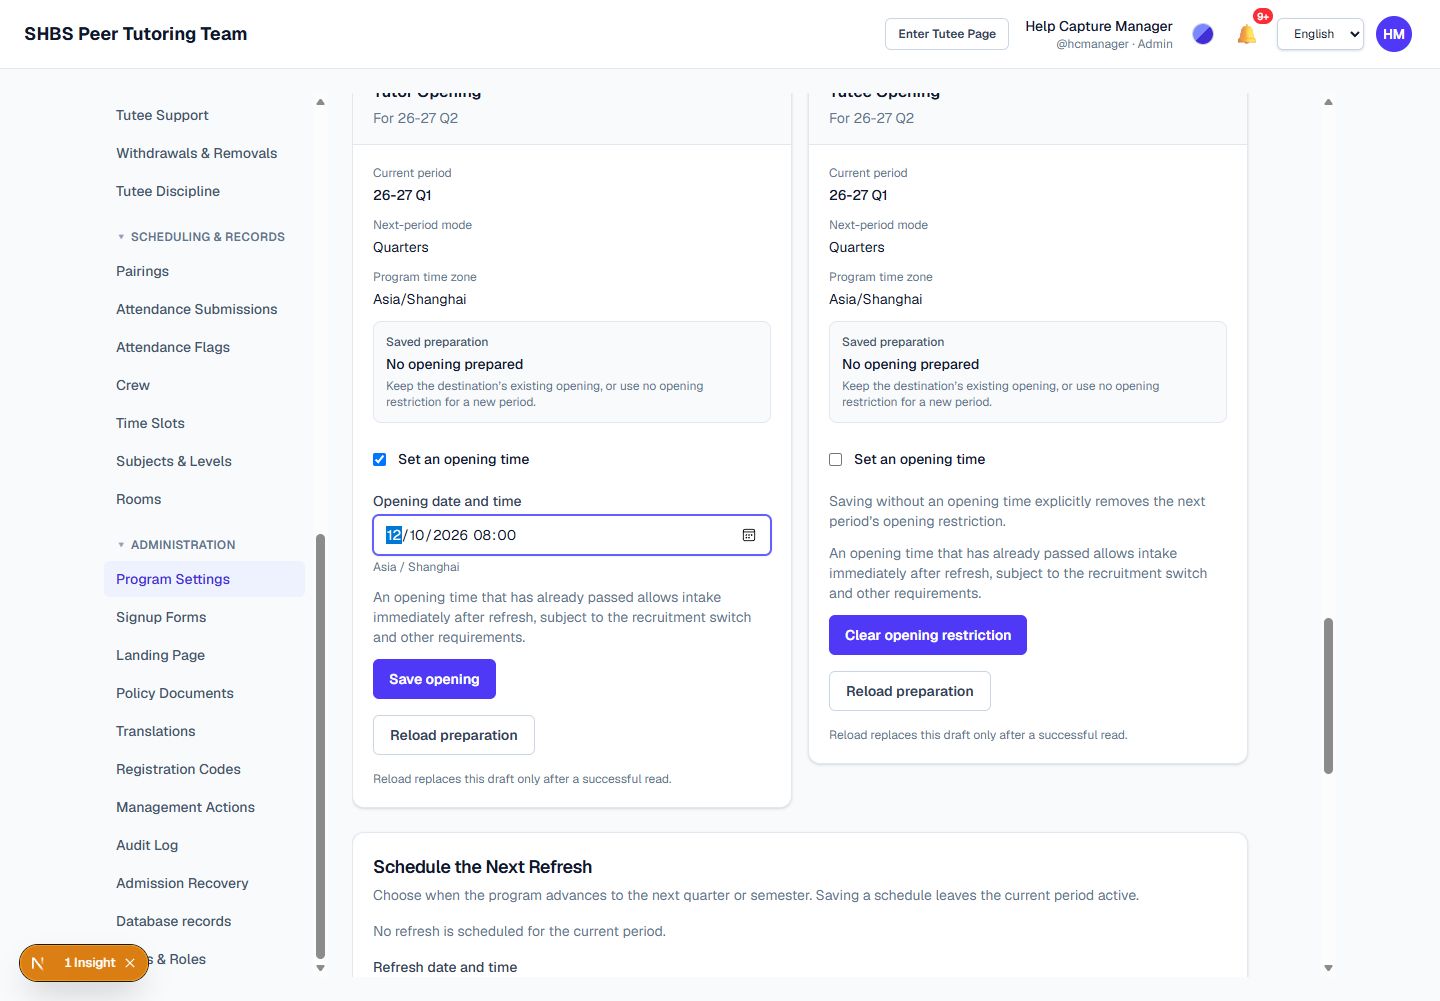 SHBS Peer Tutoring Team
Enter Tutee Page
Help Capture Manager
@hcmanager · Admin
9+
English
HM
Tutee Support
Withdrawals & Removals
Tutee Discipline
SCHEDULING & RECORDS
Pairings
Attendance Submissions
Attendance Flags
Crew
Time Slots
Subjects & Levels
Rooms
ADMINISTRATION
Program Settings
Signup Forms
Landing Page
Policy Documents
Translations
Registration Codes
Management Actions
Audit Log
Admission Recovery
Database records
s & Roles
N
1 Insight
Tutor Opening
For 26-27 Q2
Current period
26-27 Q1
Next-period mode
Quarters
Program time zone
Asia/Shanghai
Saved preparation
No opening prepared
Keep the destination's existing opening, or use no opening
restriction for a new period.
Set an opening time
Opening date and time
12/10/2026 08:00
Asia / Shanghai
An opening time that has already passed allows intake
immediately after refresh, subject to the recruitment switch
and other requirements.
Save opening
Reload preparation
Reload replaces this draft only after a successful read.
Tutee Opening
For 26-27 Q2
Current period
26-27 Q1
Next-period mode
Quarters
Program time zone
Asia/Shanghai
Saved preparation
No opening prepared
Keep the destination's existing opening, or use no opening
restriction for a new period.
Set an opening time
Saving without an opening time explicitly removes the next
period's opening restriction.
An opening time that has already passed allows intake
immediately after refresh, subject to the recruitment switch
and other requirements.
Clear opening restriction
Reload preparation
Reload replaces this draft only after a successful read.
Schedule the Next Refresh
Choose when the program advances to the next quarter or semester. Saving a schedule leaves the current period active.
No refresh is scheduled for the current period.
Refresh date and time